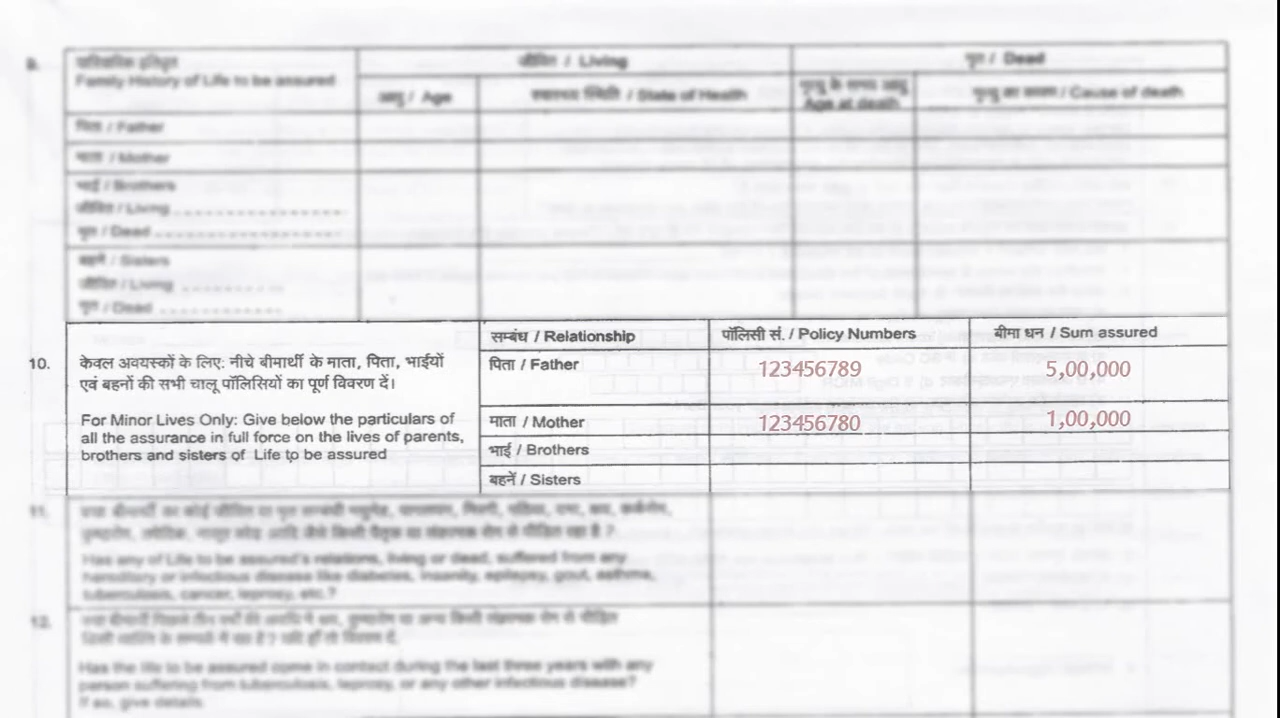 9.
पारिवारिक इतिवृत्त
Family History of Life to be assured
जीवित / Living
मृत / Dead
आयु / Age
स्वास्थ्य स्थिति / State of Health
मृत्यु के समय आयु
Age at death
मृत्यु का कारण / Cause of death
पिता / Father
माता / Mother
भाई / Brothers
जीवित / Living
मृत / Dead
बहनें / Sisters
जीवित / Living
मृत / Dead
10.
केवल अवयस्कों के लिए: नीचे बीमार्थी के माता, पिता, भाईयों
एवं बहनों की सभी चालू पॉलिसियों का पूर्ण विवरण दें।
For Minor Lives Only: Give below the particulars of
all the assurance in full force on the lives of parents,
brothers and sisters of Life to be assured
सम्बंध / Relationship
पॉलिसी सं. / Policy Numbers
बीमा धन / Sum assured
पिता / Father
123456789
5,00,000
माता / Mother
123456780
1,00,000
भाई / Brothers
बहनें / Sisters
11.
Has any of Life to be assured's relations, living or dead, suffered from any
hereditary or infectious disease like diabetes, insanity, epilepsy, gout, asthma,
tuberculosis, cancer, leprosy, etc.?
12.
Has the life to be assured come in contact during the last three years with any
person suffering from tuberculosis, leprosy, or any other infectious disease?
If so, give details